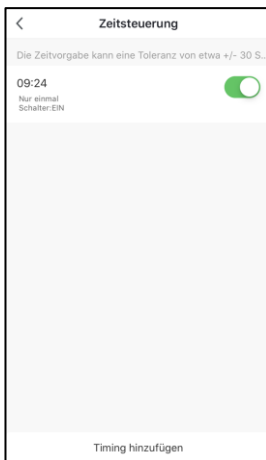 Zeitsteuerung
Die Zeitvorgabe kann eine Toleranz von etwa +/- 30 S...
09:24
Nur einmal
Schalter:EIN
Timing hinzufügen